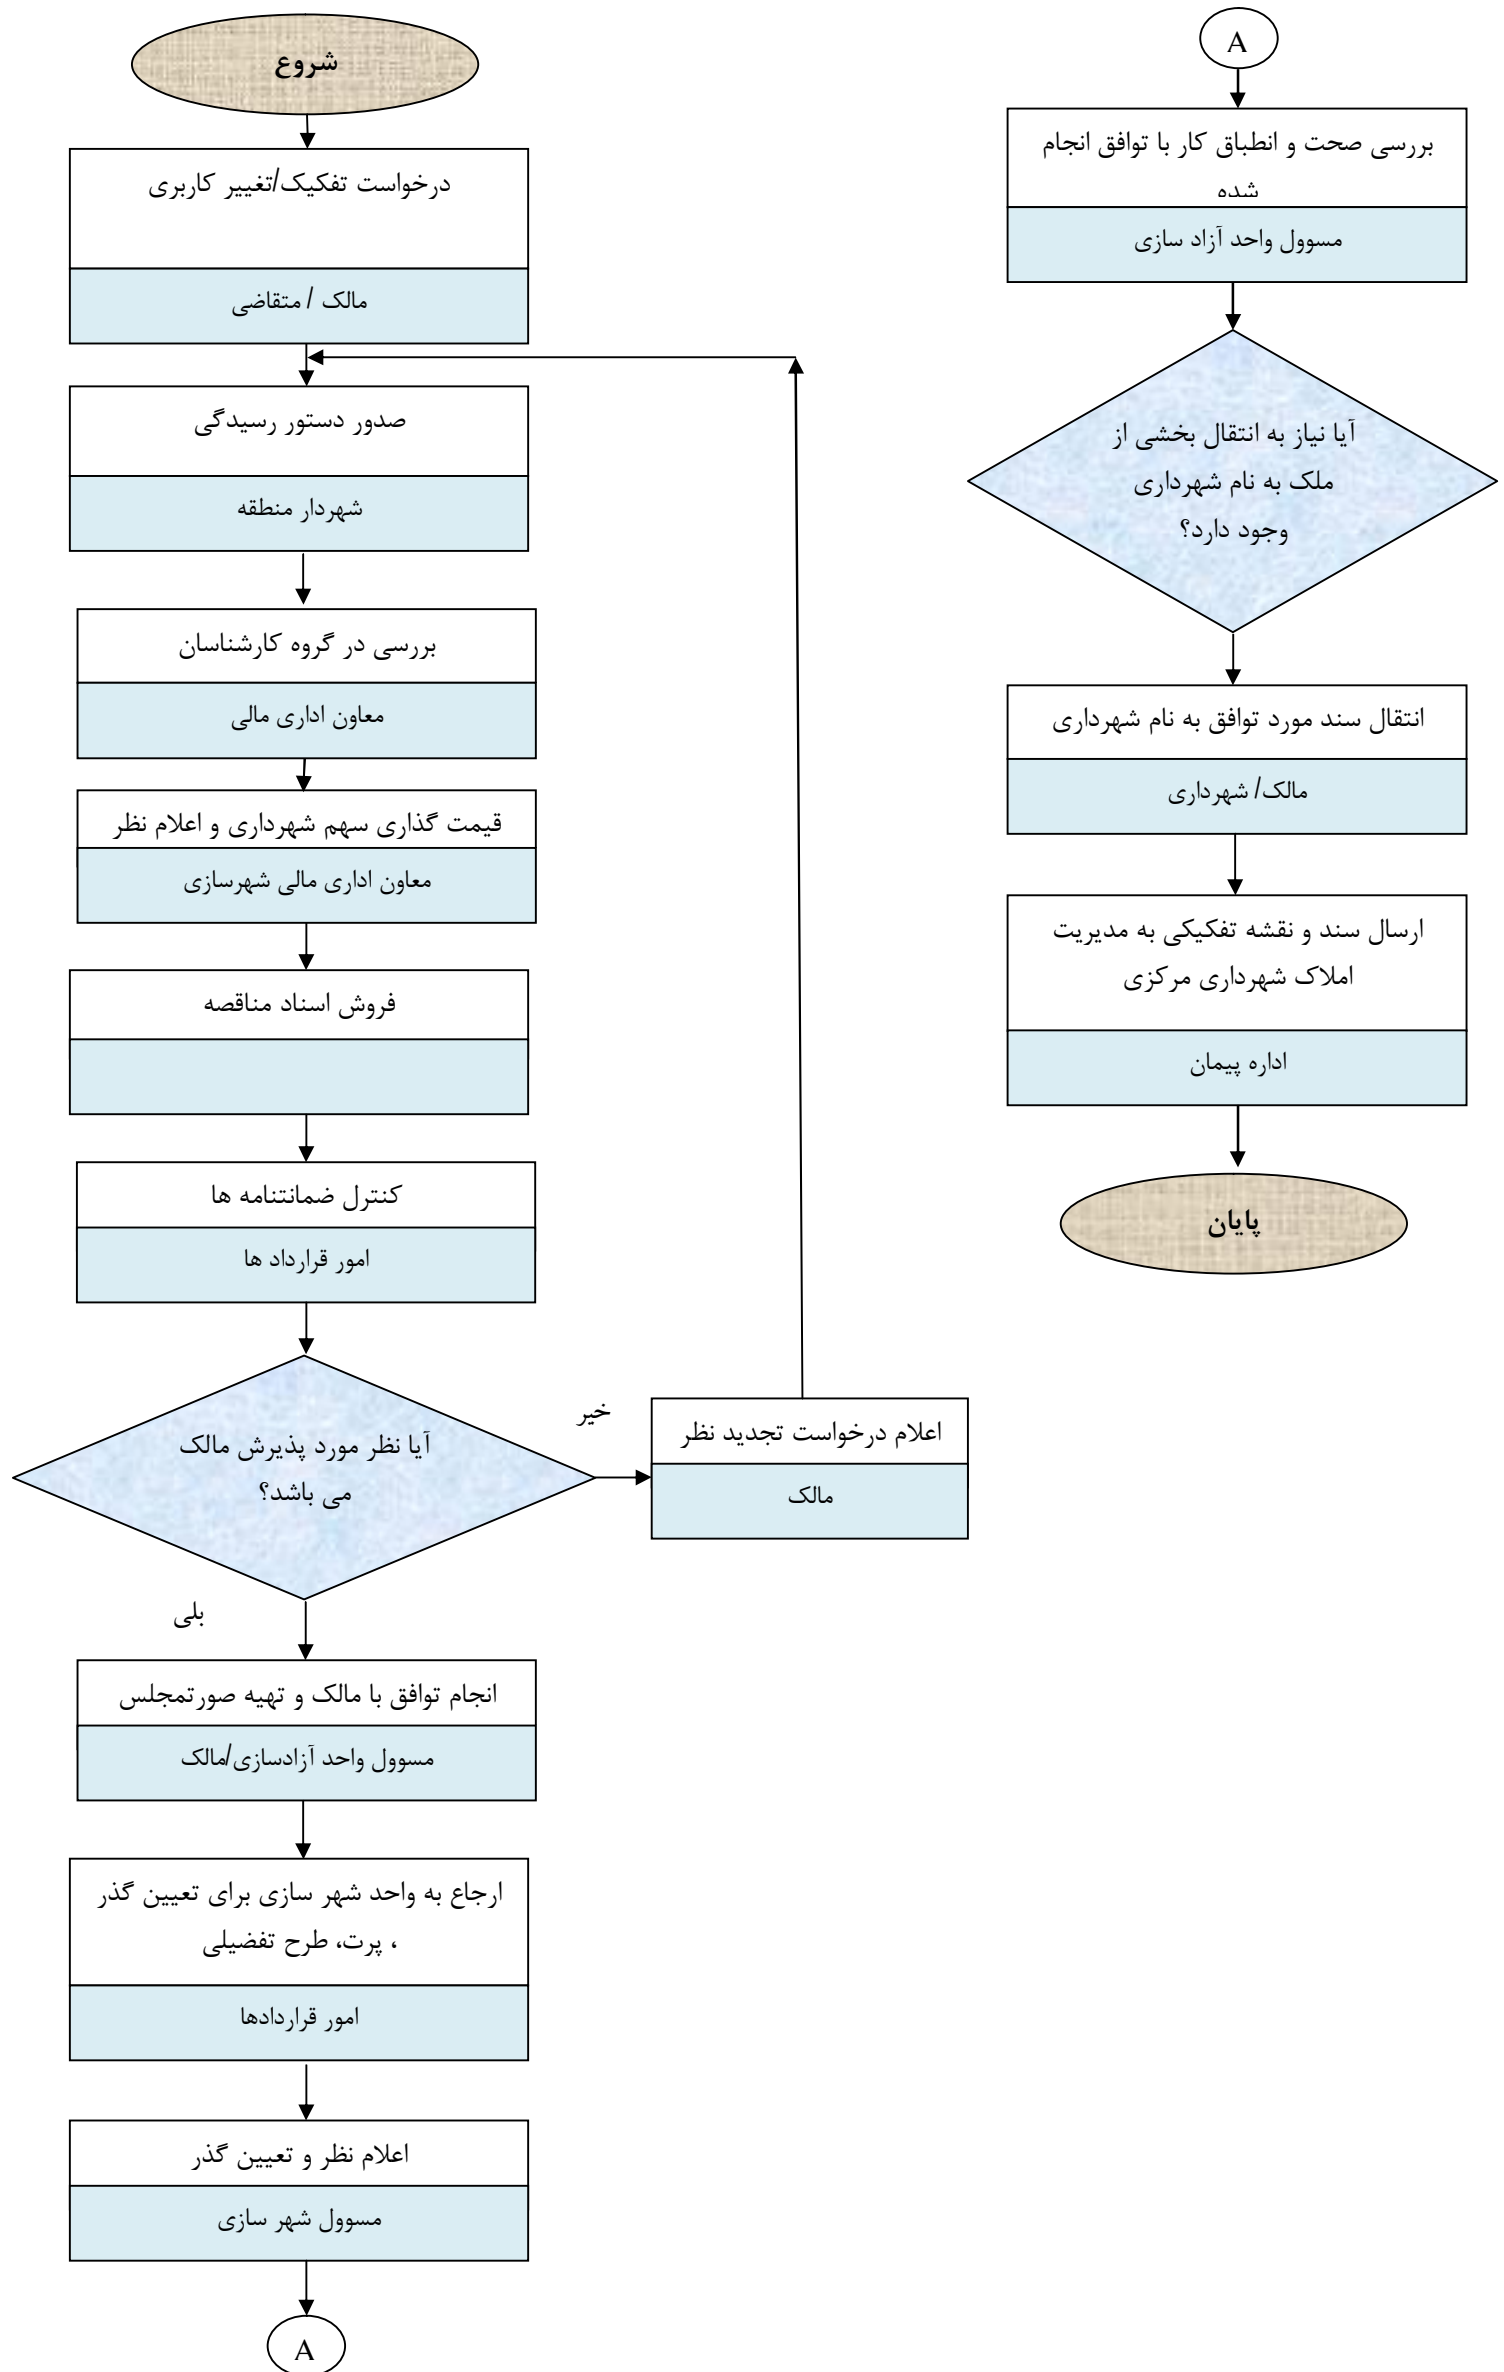 شروع
درخواست تفکیک/تغییر کاربری
مالک / متقاضی
صدور دستور رسیدگی
شهردار منطقه
بررسی در گروه کارشناسان
معاون اداری مالی
قیمت گذاری سهم شهرداری و اعلام نظر
معاون اداری مالی شهرسازی
فروش اسناد مناقصه
کنترل ضمانتنامه ها
امور قرارداد ها
آیا نظر مورد پذیرش مالک
می باشد؟
خیر
اعلام درخواست تجدید نظر
مالک
بلی
انجام توافق با مالک و تهیه صورتمجلس
مسوول واحد آزادسازی/مالک
ارجاع به واحد شهر سازی برای تعیین گذر
، پرت، طرح تفضیلی
امور قراردادها
اعلام نظر و تعیین گذر
مسوول شهر سازی
A
A
بررسی صحت و انطباق کار با توافق انجام
شده
مسوول واحد آزاد سازی
آیا نیاز به انتقال بخشی از
ملک به نام شهرداری
وجود دارد؟
انتقال سند مورد توافق به نام شهرداری
مالک/ شهرداری
ارسال سند و نقشه تفکیکی به مدیریت
املاک شهرداری مرکزی
اداره پیمان
پایان